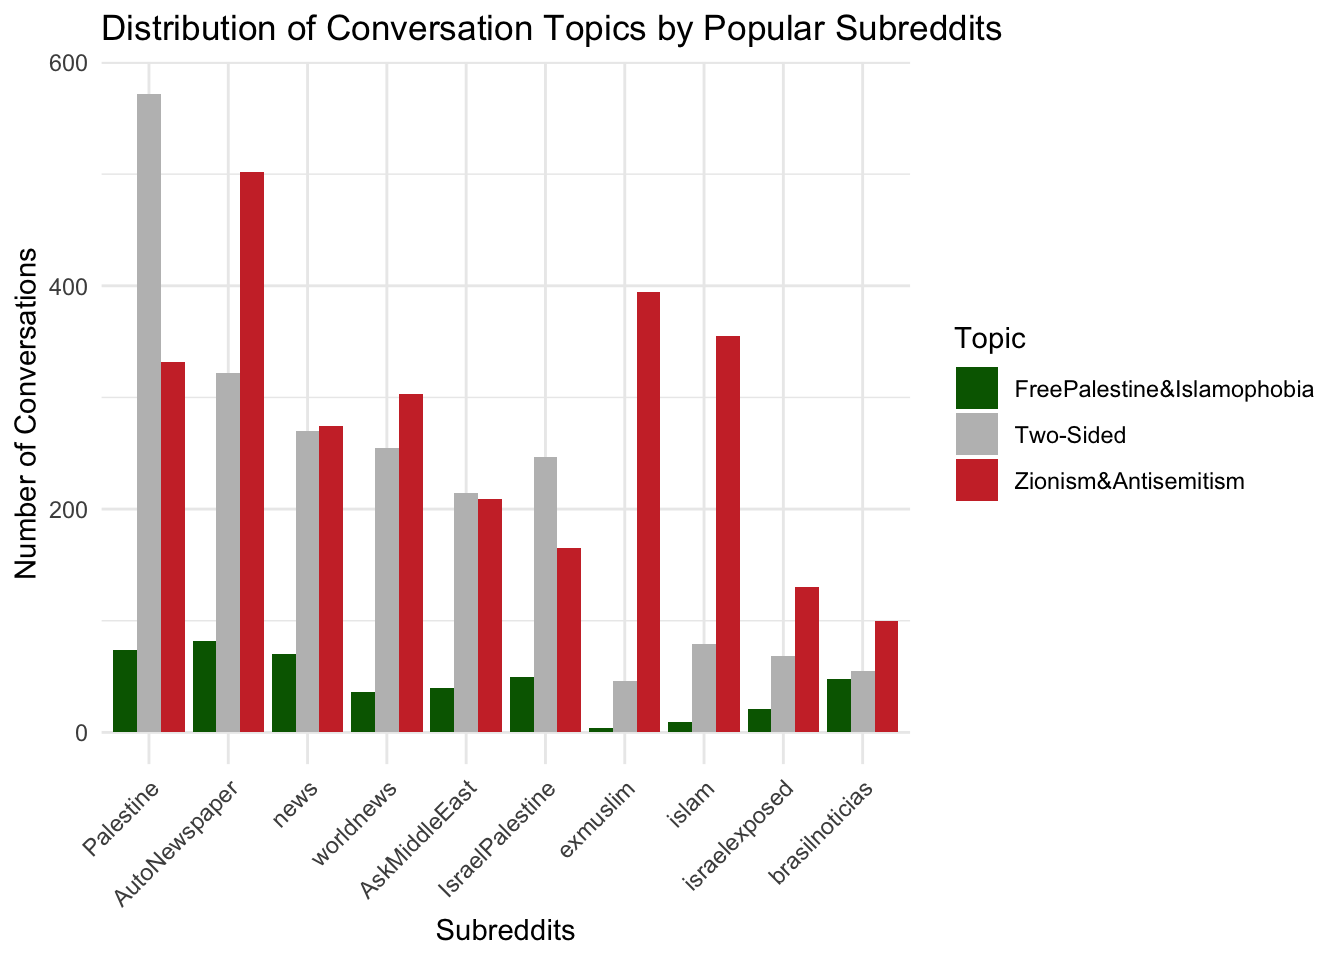 Distribution of Conversation Topics by Popular Subreddits
600
400
200
0
Number of Conversations
Palestine
AutoNewspaper
news
worldnews
AskMiddleEast
IsraelPalestine
exmuslim
islam
israelexposed
brasilnoticias
Subreddits
Topic
FreePalestine&Islamophobia
Two-Sided
Zionism&Antisemitism